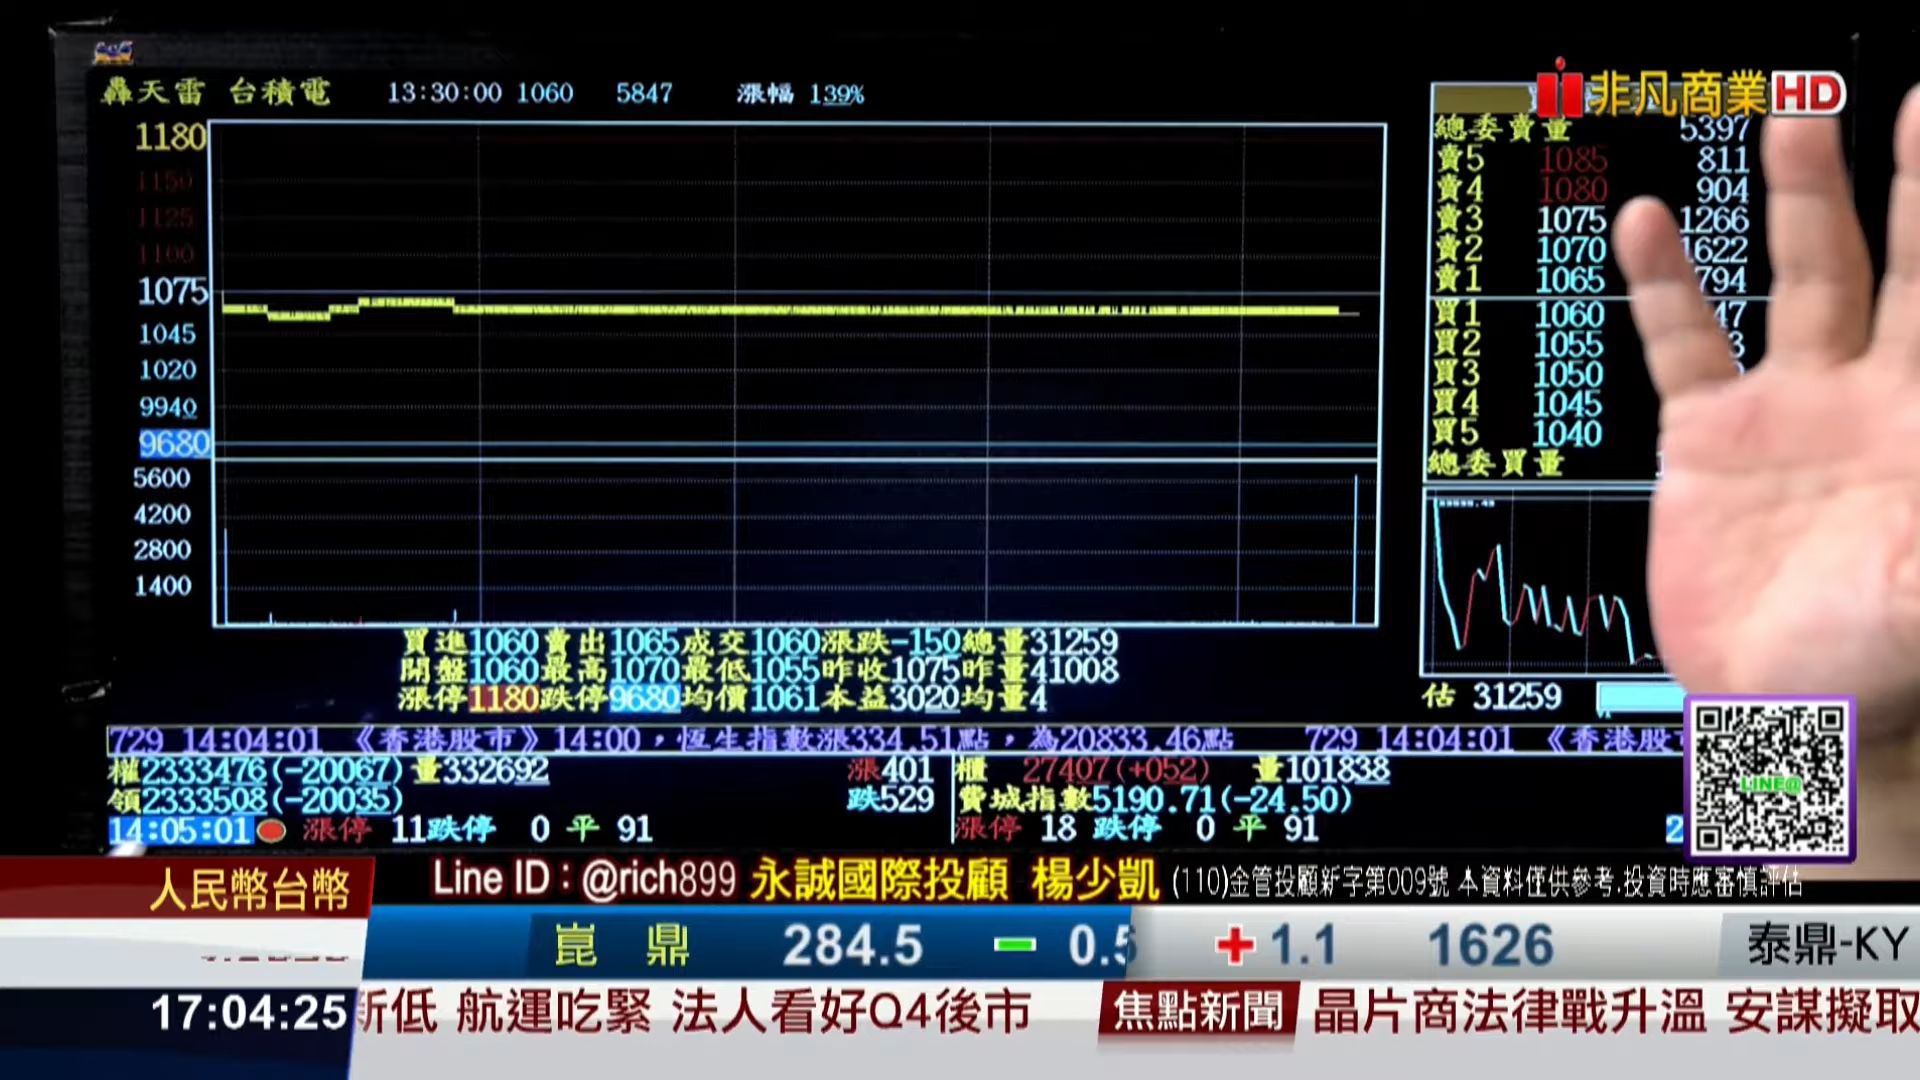 轟天雷 台積電 13:30:00 1060 5847 漲幅 139%
非凡商業HD
1180
1150
1125
1100
1075
1045
1020
9940
9680
5600
4200
2800
1400
總委賣量 5397
賣5 1085 811
賣4 1080 904
賣3 1075 1266
賣2 1070 1622
賣1 1065 794
買1 1060
買2 1055
買3 1050
買4 1045
買5 1040
總委買量
買進1060賣出1065成交1060漲跌-150總量31259
開盤1060最高1070最低1055昨收1075昨量41008
漲停1180跌停9680均價1061本益3020均量4
估 31259
729 14:04:01 《香港股市》14:00，恆生指數漲334.51點，為20833.46點 729 14:04:01 《香港股
權2333476(-20067) 量332692 漲401 櫃 27407(+052) 量101838
領2333508(-20035) 跌529 費城指數5190.71(-24.50)
14:05:01 漲停 11跌停 0 平 91 漲停 18 跌停 0 平 91
LINE@
人民幣台幣
Line ID：@rich899 永誠國際投顧 楊少凱 (110)金管投顧新字第009號 本資料僅供參考.投資時應審慎評估
崑鼎 284.5 0.5 1.1 1626 泰鼎-KY
17:04:25
新低 航運吃緊 法人看好Q4後市 焦點新聞 晶片商法律戰升溫 安謀擬取